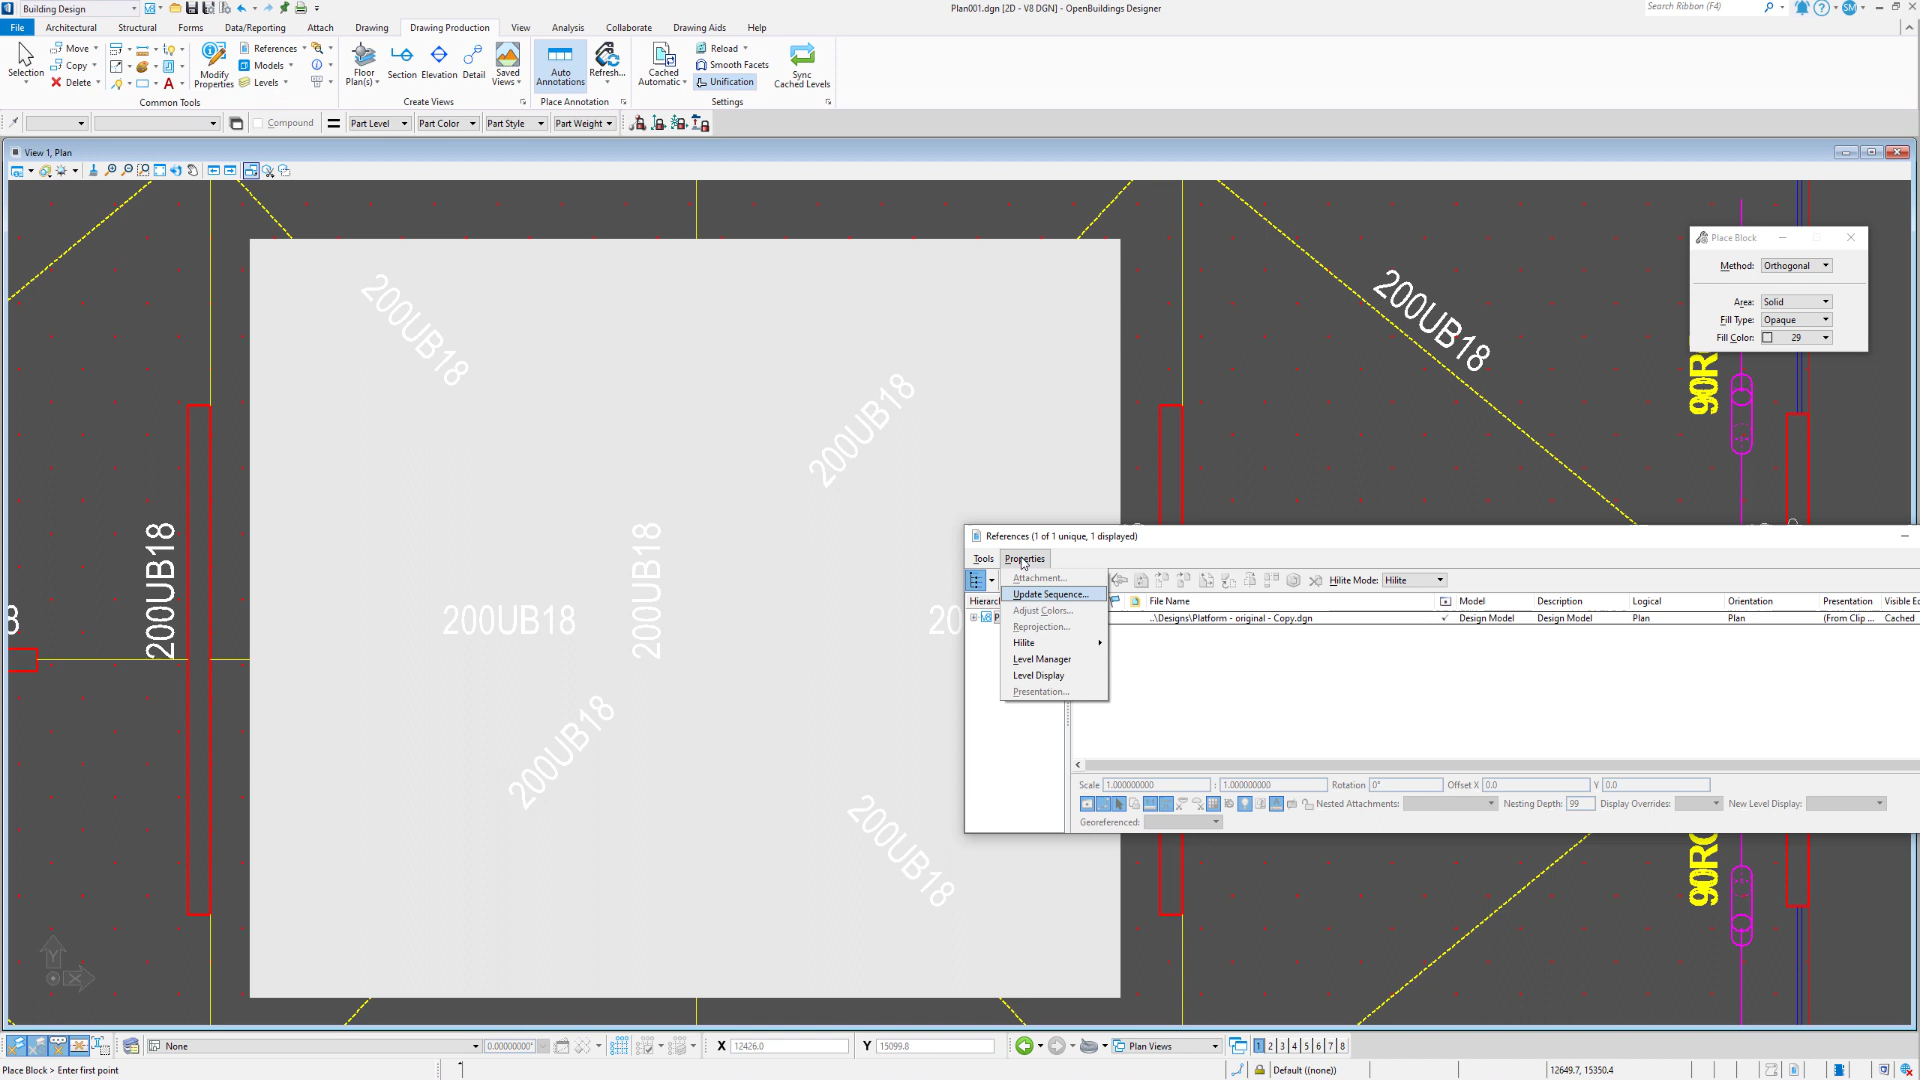 Building Design
Plan001.dgn [2D - V8 DGN] - OpenBuildings Designer
Search Ribbon (F4)
SM
File
Architectural
Structural
Forms
Data/Reporting
Attach
Drawing
Drawing Production
View
Analysis
Collaborate
Drawing Aids
Help
Selection
Move
Copy
Delete
Modify Properties
References
Models
Levels
Common Tools
Floor Plan(s)
Section
Elevation
Detail
Saved Views
Create Views
Auto Annotations
Refresh...
Place Annotation
Cached Automatic
Reload
Smooth Facets
Unification
Sync Cached Levels
Settings
Compound
Part Level
Part Color
Part Style
Part Weight
View 1, Plan
200UB18
200UB18
200UB18
200UB18
200UB18
200UB18
200UB18
200UB18
20
8
90R
90R
Place Block
Method: Orthogonal
Area: Solid
Fill Type: Opaque
Fill Color: 29
References (1 of 1 unique, 1 displayed)
Tools
Properties
Attachment...
Update Sequence...
Adjust Colors...
Reprojection...
Hilite
Level Manager
Level Display
Presentation...
Hilite Mode: Hilite
Hierarc
File Name
Model
Description
Logical
Orientation
Presentation
Visible Ed
..\Designs\Platform - original - Copy.dgn
Design Model
Design Model
Plan
Plan
(From Clip ...
Cached
Scale 1.000000000 : 1.000000000 Rotation 0° Offset X 0.0 Y 0.0
Nested Attachments: Nesting Depth: 99 Display Overrides: New Level Display:
Georeferenced:
Y
X
None
0.00000000°
X 12426.0
Y 15099.8
Plan Views
1 2 3 4 5 6 7 8
Place Block > Enter first point
Default ((none))
12649.7, 15350.4